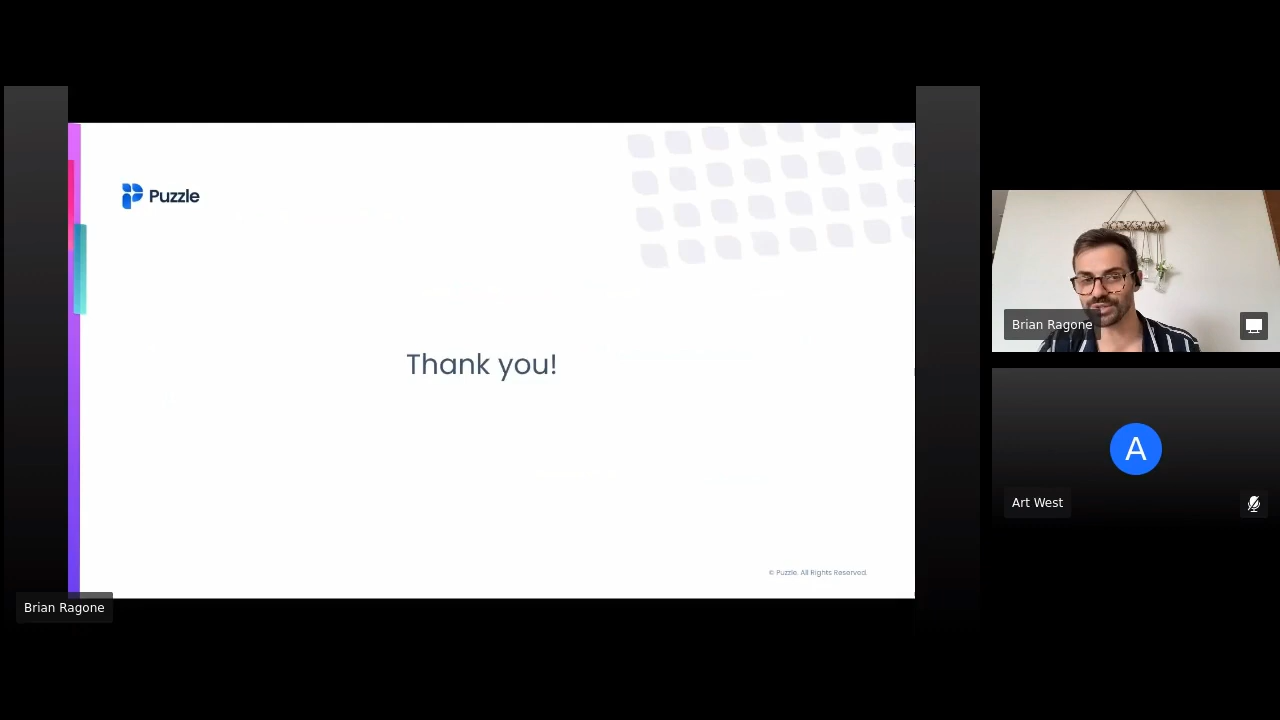 Puzzle
Thank you!
© Puzzle. All Rights Reserved.
Brian Ragone
Brian Ragone
A
Art West